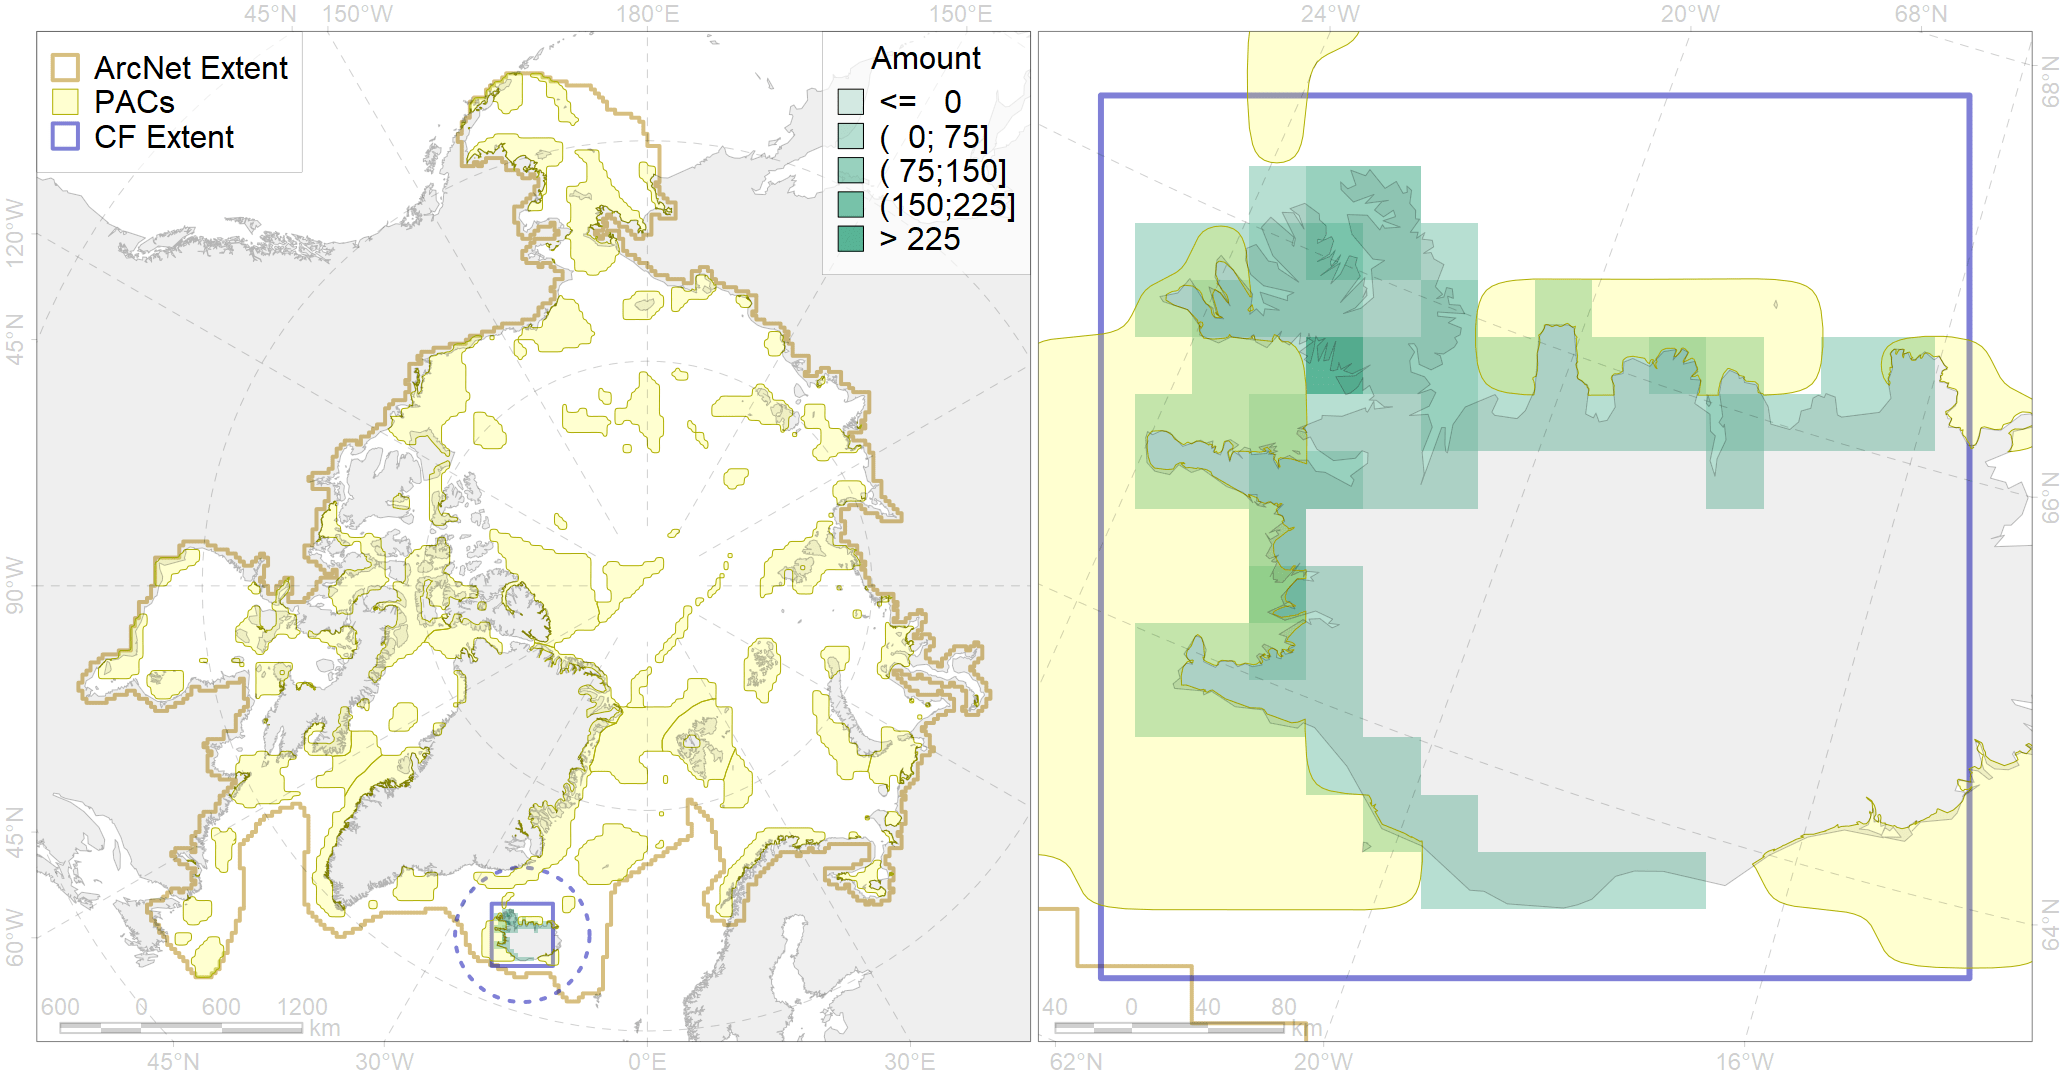 45°N 150°W 180°E 150°E 24°W 20°W 68°N
ArcNet Extent
PACs
CF Extent
Amount
<= 0
( 0; 75]
( 75;150]
(150;225]
> 225
120°W
45°N
90°W
45°N
60°W
68°N
66°N
64°N
600 0 600 1200
km
40 0 40 80
km
45°N 30°W 0°E 30°E 62°N 20°W 16°W